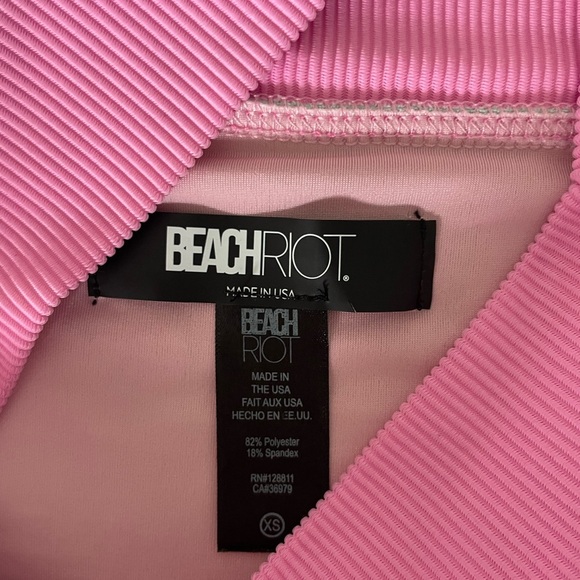 BEACHRIOT®
MADE IN USA
BEACH
RIOT
MADE IN
THE USA
FAIT AUX USA
HECHO EN EE.UU.
82% Polyester
18% Spandex
RN#128811
CA#36979
XS